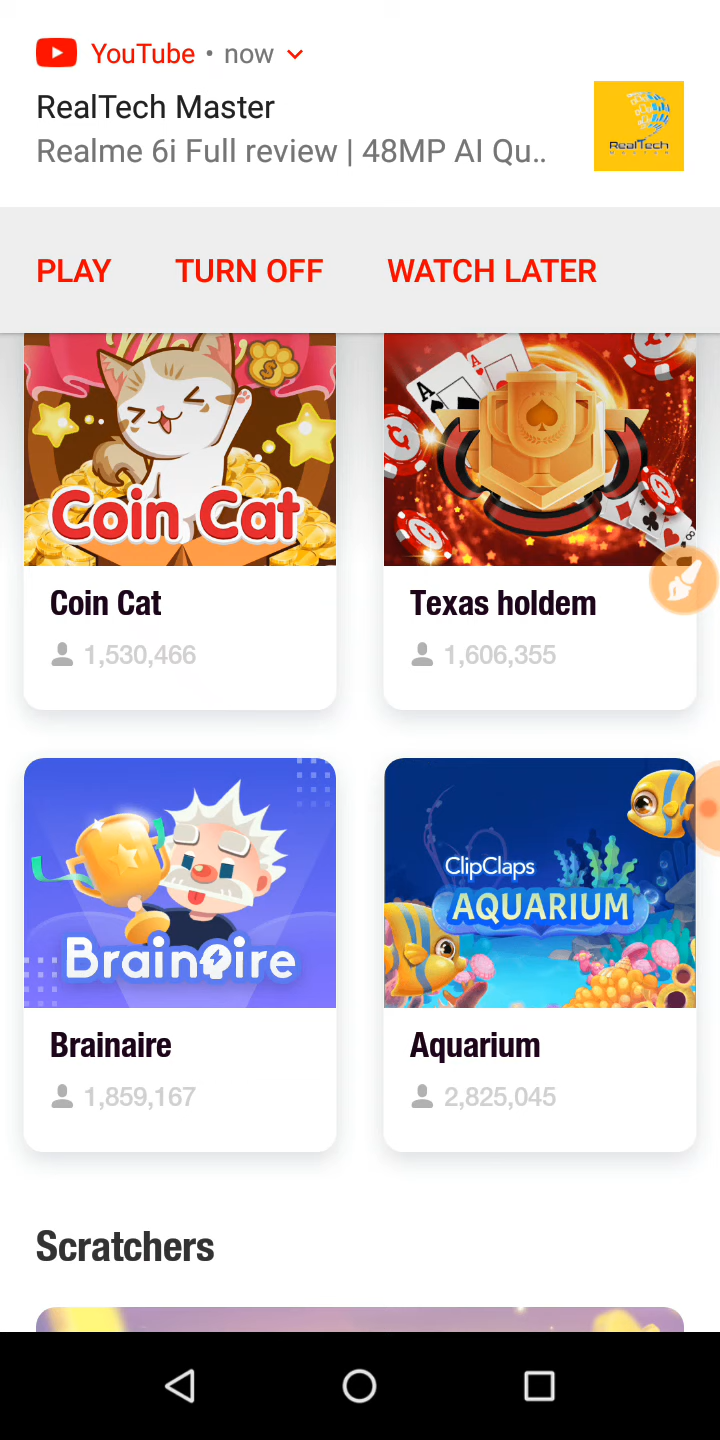 YouTube • now
RealTech Master
Realme 6i Full review | 48MP AI Qu..
RealTech
PLAY TURN OFF WATCH LATER
A A
Coin Cat
Coin Cat
1,530,466
Texas holdem
1,606,355
Brainaire
Brainaire
1,859,167
ClipClaps
AQUARIUM
Aquarium
2,825,045
Scratchers